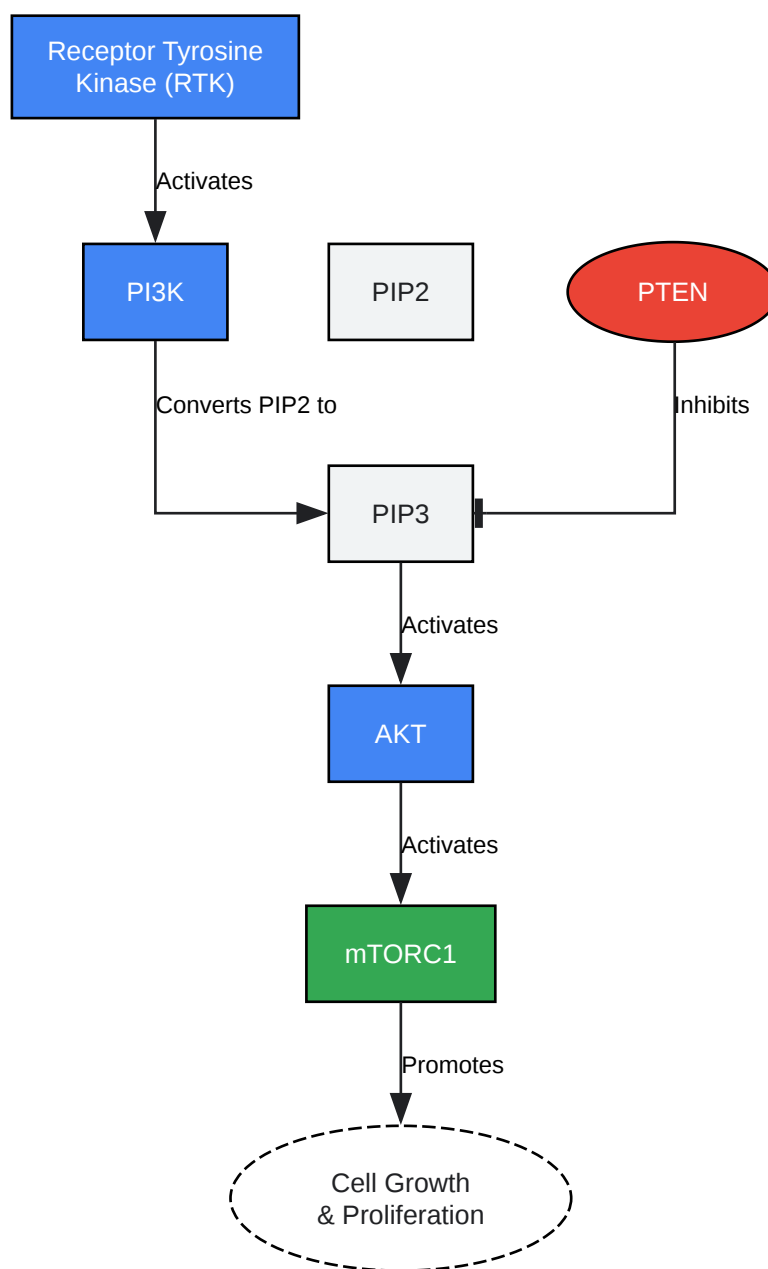 Receptor Tyrosine
Kinase (RTK)
Activates
PI3K
PIP2
PTEN
Converts PIP2 to
Inhibits
PIP3
Activates
AKT
Activates
mTORC1
Promotes
Cell Growth
& Proliferation